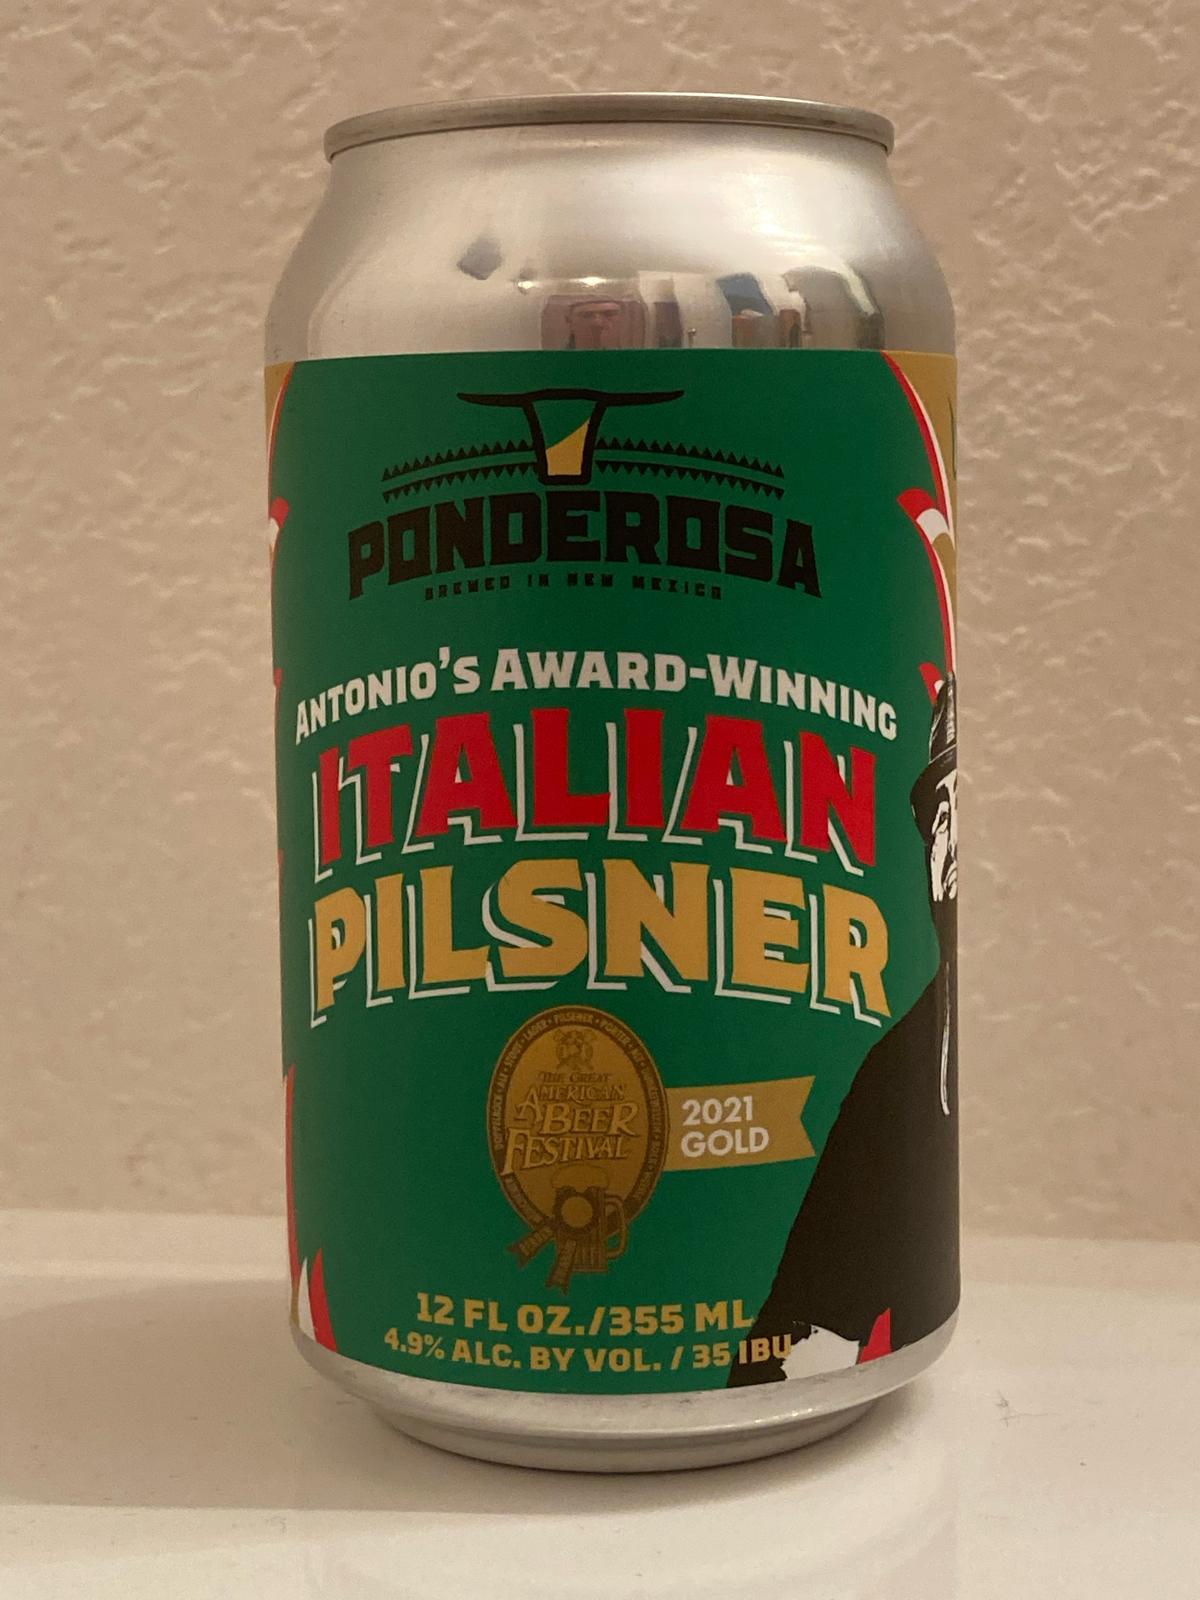 PONDEROSA
BREWED IN NEW MEXICO
ANTONIO'S AWARD-WINNING
ITALIAN
PILSNER
THE GREAT
AMERICAN
BEER
FESTIVAL
2021
GOLD
12 FL OZ./355 ML
4.9% ALC. BY VOL. / 35 IBU